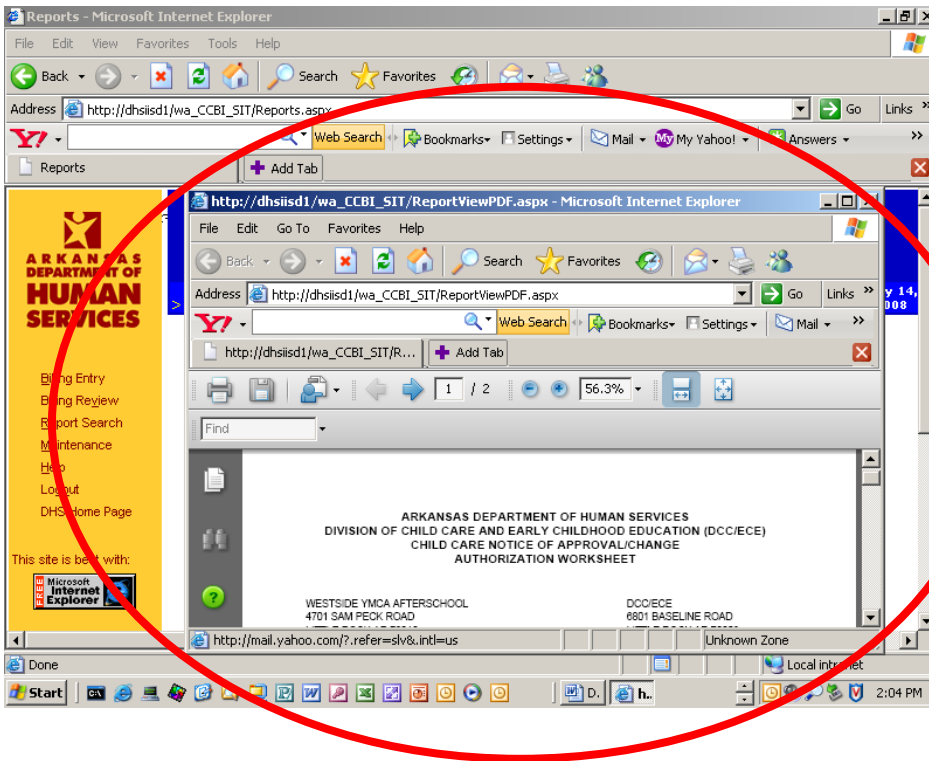 Reports - Microsoft Internet Explorer
File Edit View Favorites Tools Help
Back Search Favorites
Address http://dhsiisd1/wa_CCBI_SIT/Reports.aspx Go Links »
Y! Web Search Bookmarks Settings Mail My Yahoo! Answers »
Reports Add Tab
ARKANSAS
DEPARTMENT OF
HUMAN
SERVICES
>
y 14,
008
Billing Entry
Billing Review
Report Search
Maintenance
Help
Logout
DHS Home Page
This site is best with:
FREE Microsoft
Internet
Explorer
http://dhsiisd1/wa_CCBI_SIT/ReportViewPDF.aspx - Microsoft Internet Explorer
File Edit Go To Favorites Help
Back Search Favorites
Address http://dhsiisd1/wa_CCBI_SIT/ReportViewPDF.aspx Go Links »
Y! Web Search Bookmarks Settings Mail »
http://dhsiisd1/wa_CCBI_SIT/R... Add Tab
1 / 2 56.3%
Find
ARKANSAS DEPARTMENT OF HUMAN SERVICES
DIVISION OF CHILD CARE AND EARLY CHILDHOOD EDUCATION (DCC/ECE)
CHILD CARE NOTICE OF APPROVAL/CHANGE
AUTHORIZATION WORKSHEET
WESTSIDE YMCA AFTERSCHOOL DCC/ECE
4701 SAM PECK ROAD 6801 BASELINE ROAD
http://mail.yahoo.com/?.refer=slv&.intl=us Unknown Zone
Done Local intranet
Start D. h.. 2:04 PM